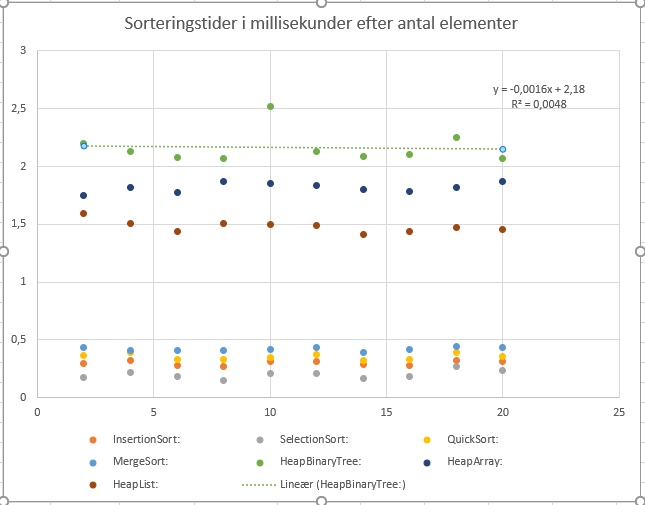 Sorteringstider i millisekunder efter antal elementer
3
y = -0,0016x + 2,18
R² = 0,0048
2,5
2
1,5
1
0,5
0
0 5 10 15 20 25
InsertionSort: SelectionSort: QuickSort:
MergeSort: HeapBinaryTree: HeapArray:
HeapList: Lineær (HeapBinaryTree:)